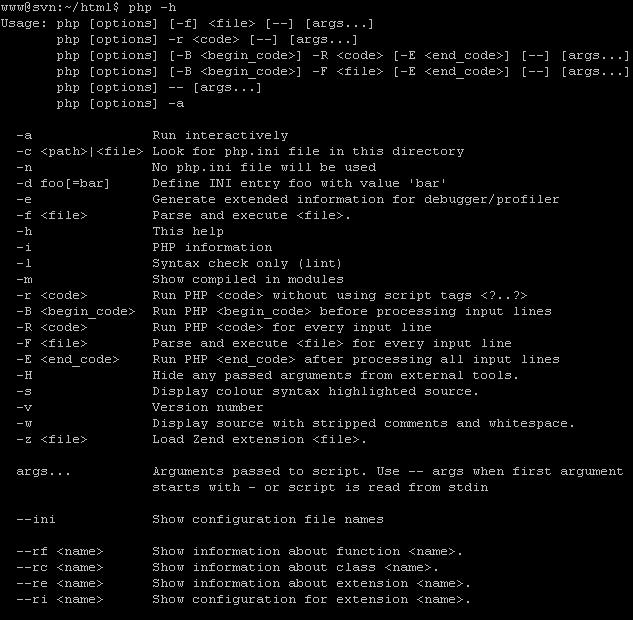 www@svn:~/html$ php -h
Usage: php [options] [-f] <file> [--] [args...]
       php [options] -r <code> [--] [args...]
       php [options] [-B <begin_code>] -R <code> [-E <end_code>] [--] [args...]
       php [options] [-B <begin_code>] -F <file> [-E <end_code>] [--] [args...]
       php [options] -- [args...]
       php [options] -a

  -a               Run interactively
  -c <path>|<file> Look for php.ini file in this directory
  -n               No php.ini file will be used
  -d foo[=bar]     Define INI entry foo with value 'bar'
  -e               Generate extended information for debugger/profiler
  -f <file>        Parse and execute <file>.
  -h               This help
  -i               PHP information
  -l               Syntax check only (lint)
  -m               Show compiled in modules
  -r <code>        Run PHP <code> without using script tags <?..?>
  -B <begin_code>  Run PHP <begin_code> before processing input lines
  -R <code>        Run PHP <code> for every input line
  -F <file>        Parse and execute <file> for every input line
  -E <end_code>    Run PHP <end_code> after processing all input lines
  -H               Hide any passed arguments from external tools.
  -s               Display colour syntax highlighted source.
  -v               Version number
  -w               Display source with stripped comments and whitespace.
  -z <file>        Load Zend extension <file>.

  args...          Arguments passed to script. Use -- args when first argument
                   starts with - or script is read from stdin

  --ini            Show configuration file names

  --rf <name>      Show information about function <name>.
  --rc <name>      Show information about class <name>.
  --re <name>      Show information about extension <name>.
  --ri <name>      Show configuration for extension <name>.